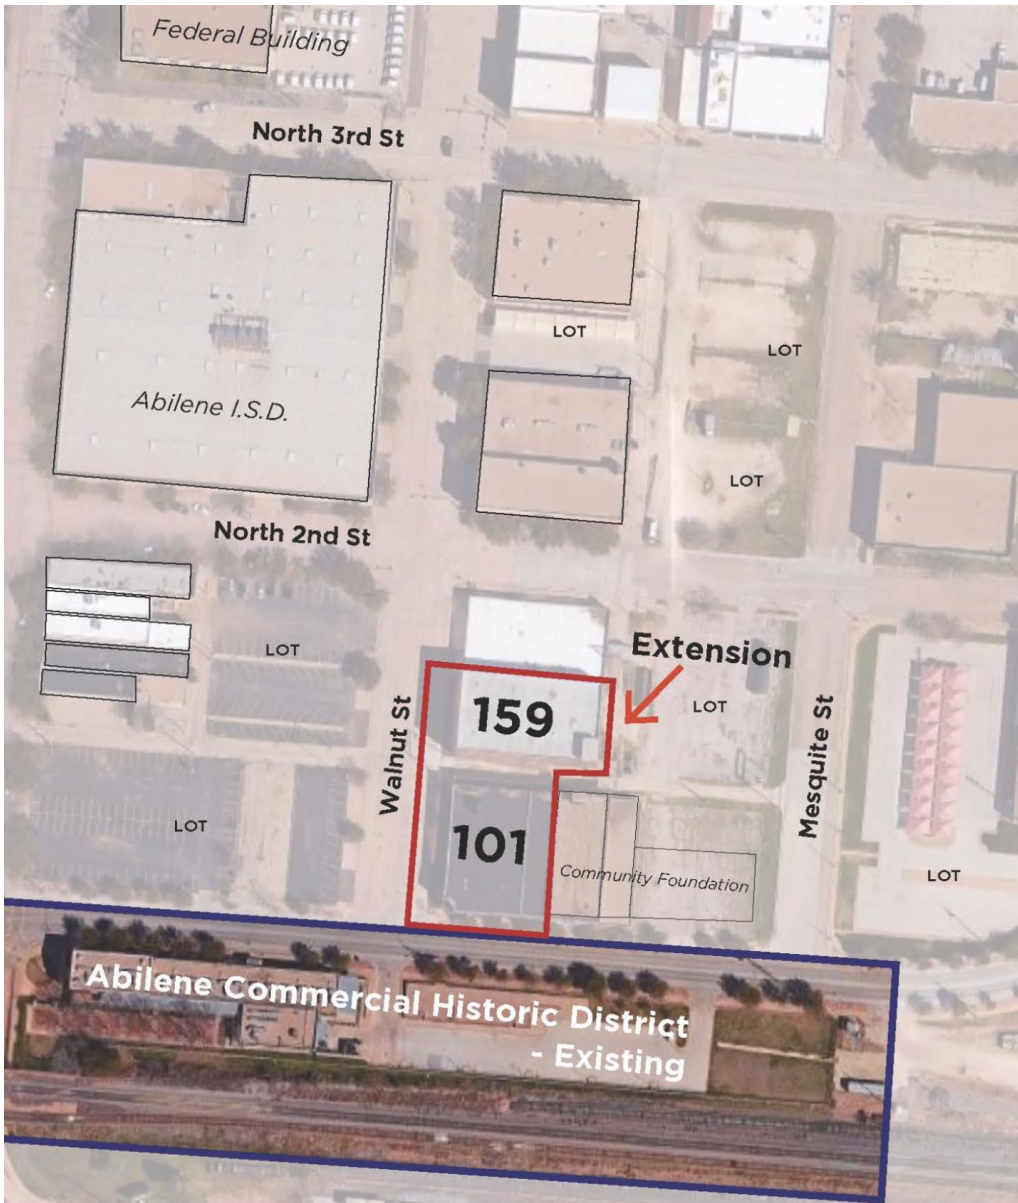 Federal Building
North 3rd St
LOT
LOT
Abilene I.S.D.
LOT
North 2nd St
LOT
Extension
LOT
159
Walnut St
Mesquite St
LOT
101
Community Foundation
LOT
Abilene Commercial Historic District
- Existing